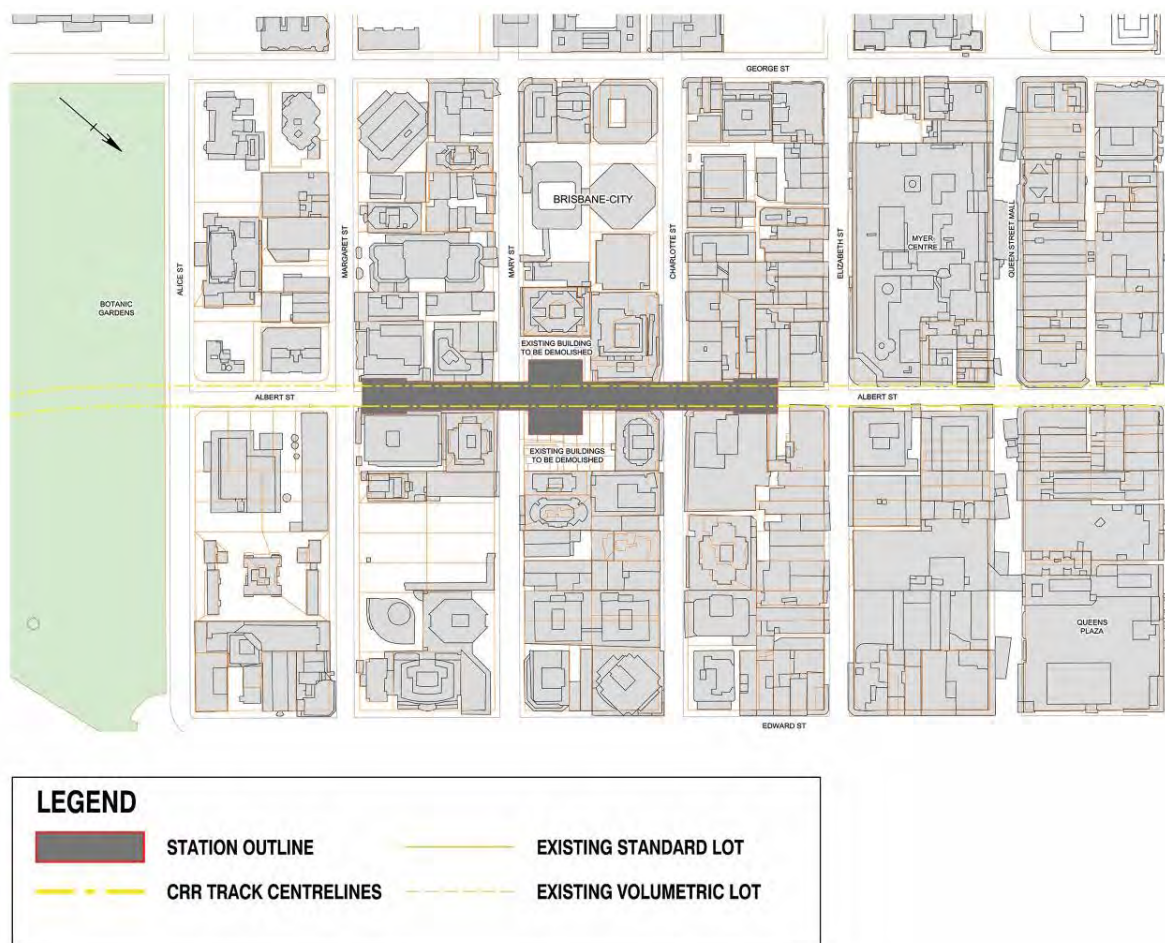 GEORGE ST
BRISBANE-CITY
ALICE ST
MARGARET ST
MARY ST
CHARLOTTE ST
ELIZABETH ST
QUEEN STREET MALL
MYER
CENTRE
BOTANIC
GARDENS
EXISTING BUILDING
TO BE DEMOLISHED
ALBERT ST
ALBERT ST
EXISTING BUILDINGS
TO BE DEMOLISHED
QUEENS
PLAZA
EDWARD ST
LEGEND
STATION OUTLINE
EXISTING STANDARD LOT
CRR TRACK CENTRELINES
EXISTING VOLUMETRIC LOT